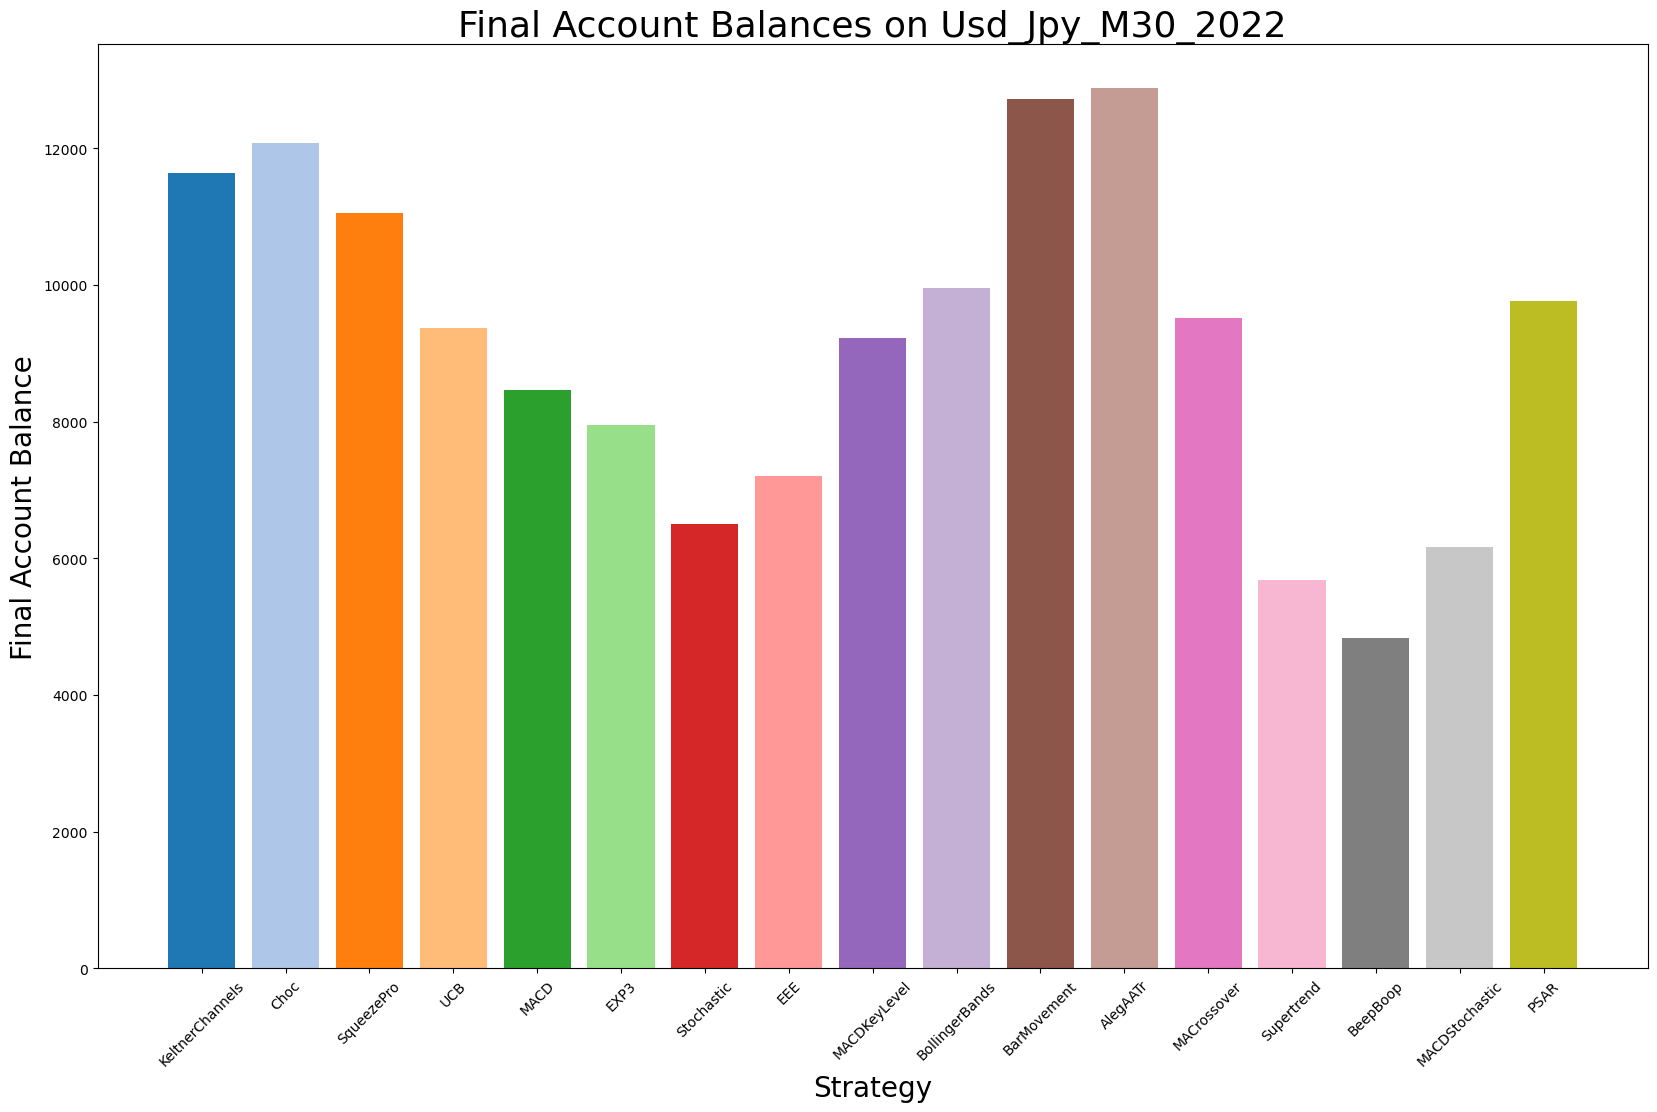 Final Account Balances on Usd_Jpy_M30_2022
Final Account Balance
12000
10000
8000
6000
4000
2000
0
KeltnerChannels
Choc
SqueezePro
UCB
MACD
EXP3
Stochastic
EEE
MACDKeyLevel
BollingerBands
BarMovement
AlegAATr
MACrossover
Supertrend
BeepBoop
MACDStochastic
PSAR
Strategy